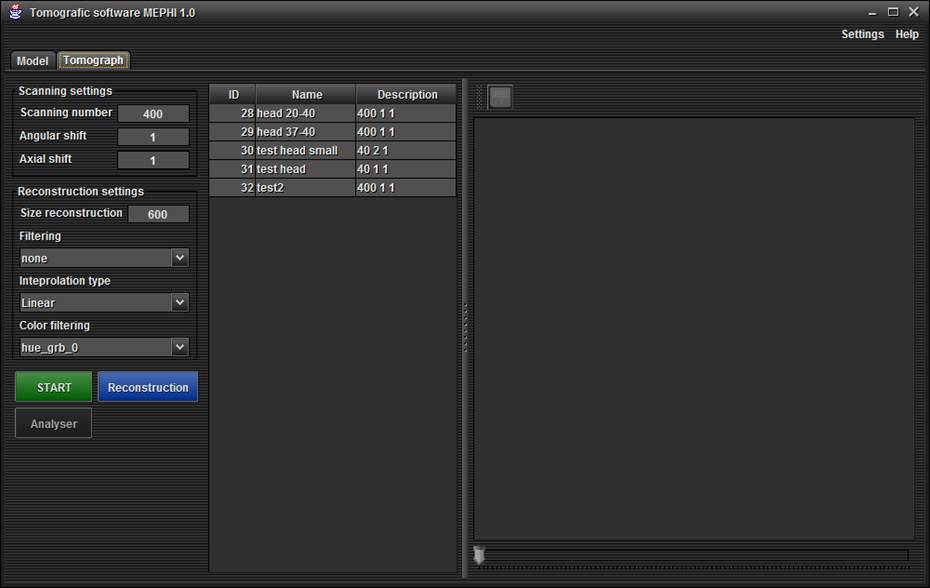 Tomografic software MEPHI 1.0
Settings Help
Model Tomograph
Scanning settings
Scanning number 400
Angular shift 1
Axial shift 1
Reconstruction settings
Size reconstruction 600
Filtering
none
Inteprolation type
Linear
Color filtering
hue_grb_0
START Reconstruction
Analyser
ID Name Description
28 head 20-40 400 1 1
29 head 37-40 400 1 1
30 test head small 40 2 1
31 test head 40 1 1
32 test2 400 1 1